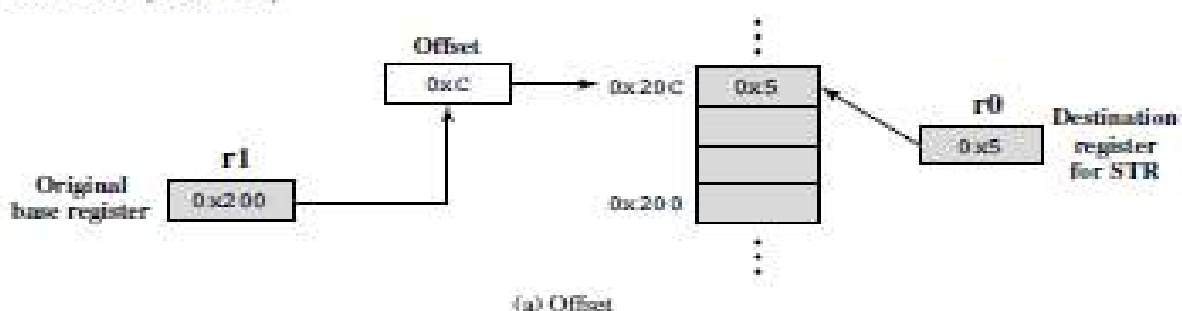 Offset
0xC
0x20C
0x5
r0
0x5
Destination
register
for STR
r1
Original
base register
0x200
0x200
(a) Offset